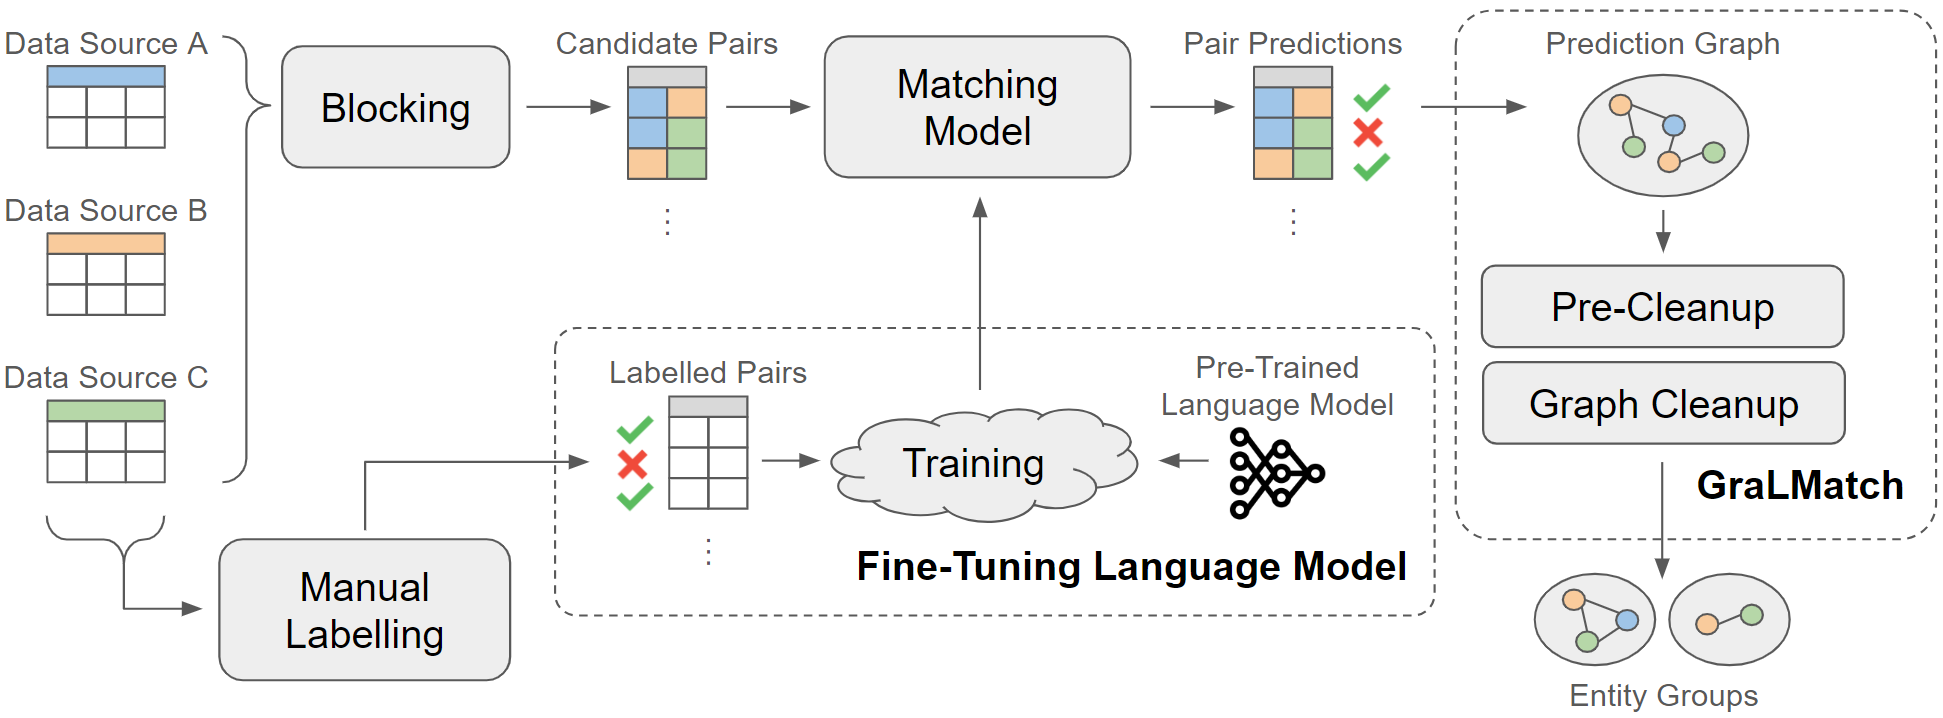 Data Source A
Data Source B
Data Source C
Blocking
Candidate Pairs
Matching
Model
Pair Predictions
Prediction Graph
Pre-Cleanup
Graph Cleanup
GraLMatch
Entity Groups
Manual
Labelling
Labelled Pairs
Training
Pre-Trained
Language Model
Fine-Tuning Language Model